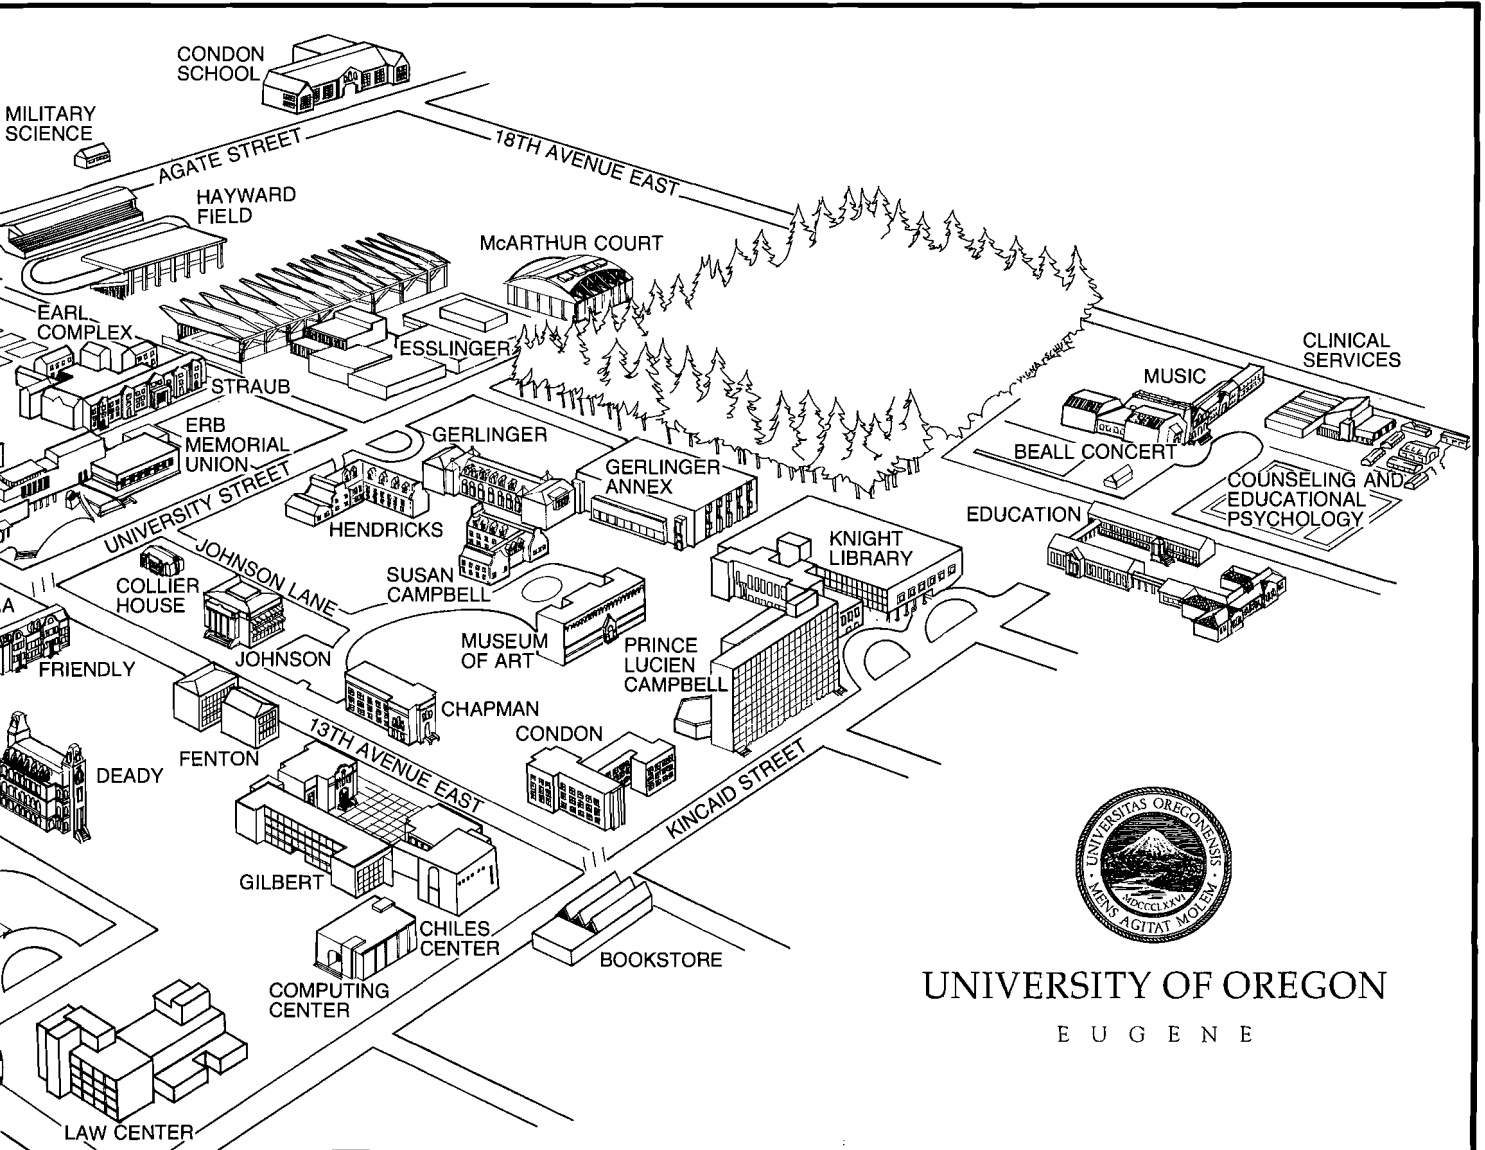 CONDON
SCHOOL
MILITARY
SCIENCE
AGATE STREET
18TH AVENUE EAST
HAYWARD
FIELD
McARTHUR COURT
EARL
COMPLEX
ESSLINGER
STRAUB
CLINICAL
SERVICES
MUSIC
ERB
MEMORIAL
UNION
GERLINGER
GERLINGER
ANNEX
BEALL CONCERT
COUNSELING AND
EDUCATIONAL
PSYCHOLOGY
UNIVERSITY STREET
HENDRICKS
EDUCATION
KNIGHT
LIBRARY
JOHNSON LANE
COLLIER
HOUSE
SUSAN
CAMPBELL
LA
FRIENDLY
JOHNSON
MUSEUM
OF ART
PRINCE
LUCIEN
CAMPBELL
CHAPMAN
FENTON
13TH AVENUE EAST
CONDON
DEADY
KINCAID STREET
GILBERT
CHILES
CENTER
BOOKSTORE
COMPUTING
CENTER
LAW CENTER
UNIVERSITAS OREGONENSIS
MENS AGITAT MOLEM
MDCCCLXXVI
UNIVERSITY OF OREGON
EUGENE